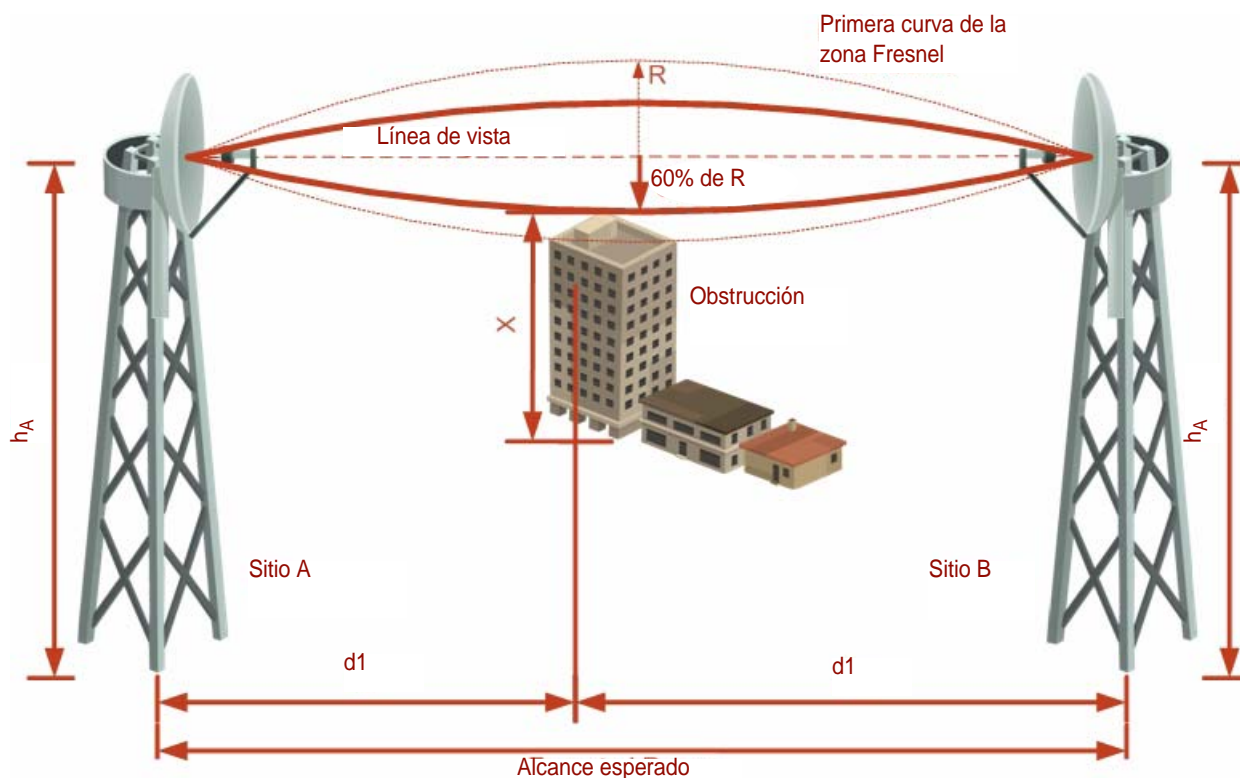 Primera curva de la
zona Fresnel
R
Línea de vista
60% de R
Obstrucción
X
hA
hA
Sitio A
Sitio B
d1
d1
Alcance esperado